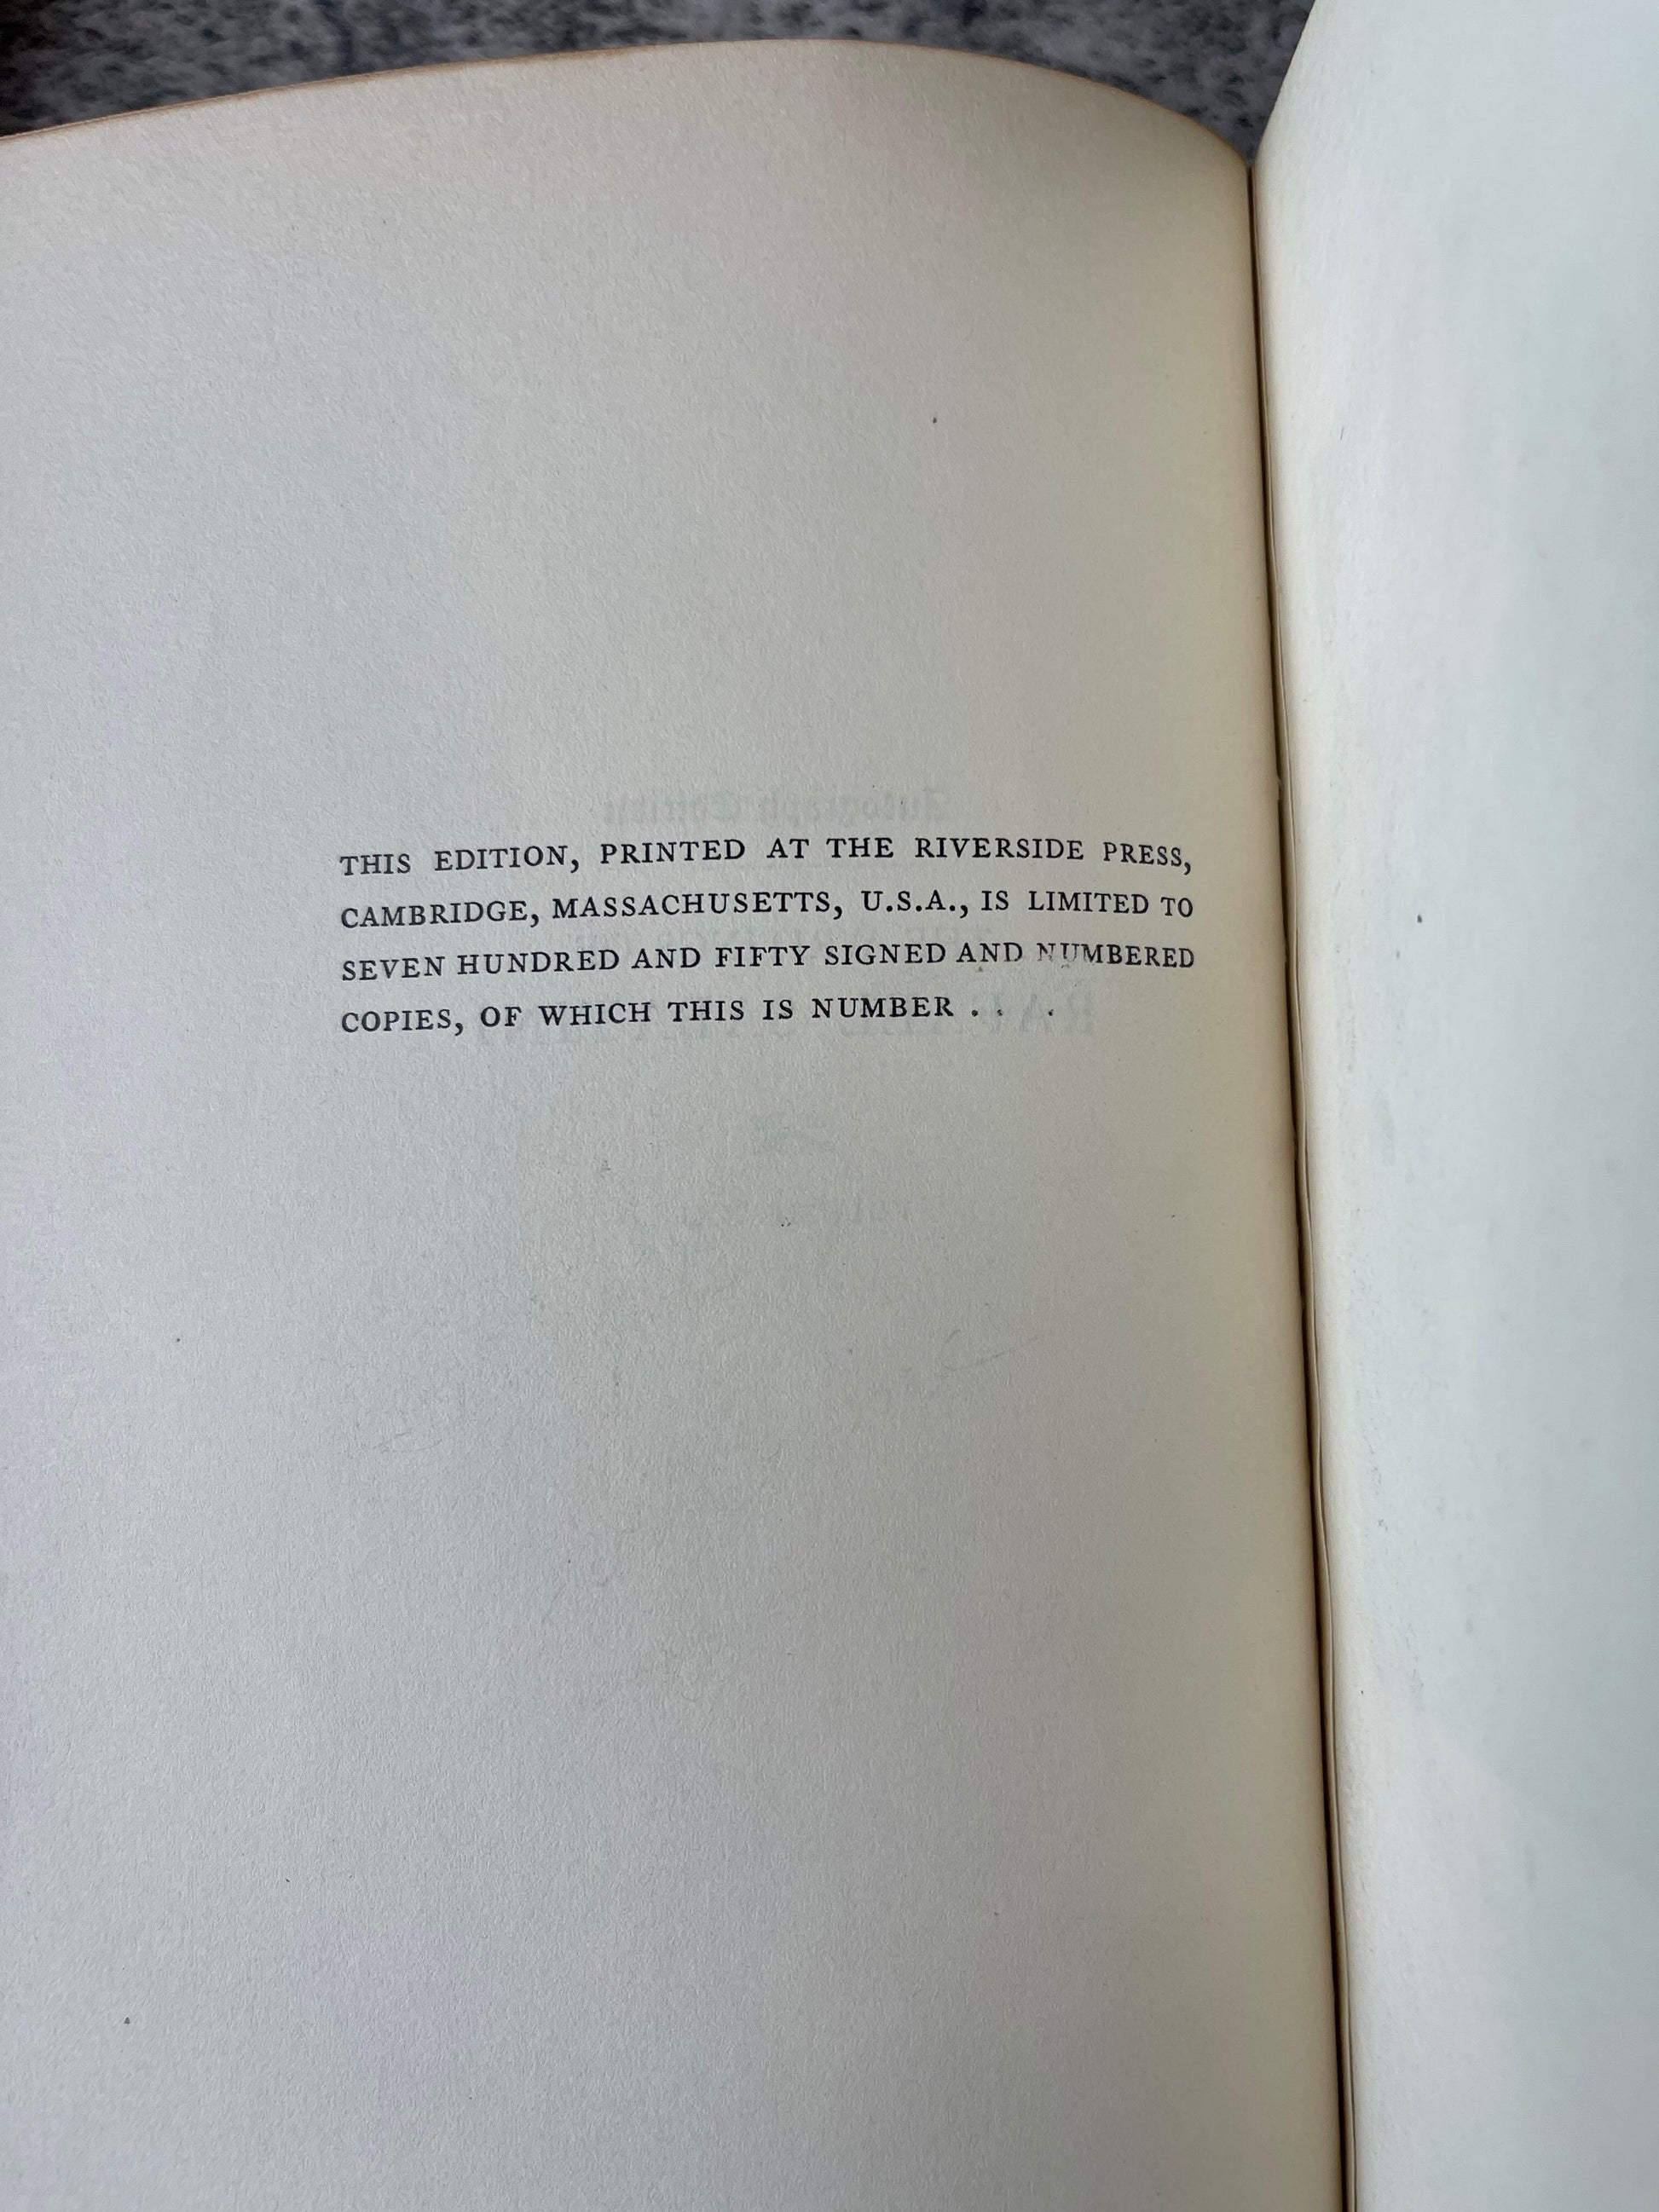 THIS EDITION, PRINTED AT THE RIVERSIDE PRESS,
CAMBRIDGE, MASSACHUSETTS, U.S.A., IS LIMITED TO
SEVEN HUNDRED AND FIFTY SIGNED AND NUMBERED
COPIES, OF WHICH THIS IS NUMBER . . .